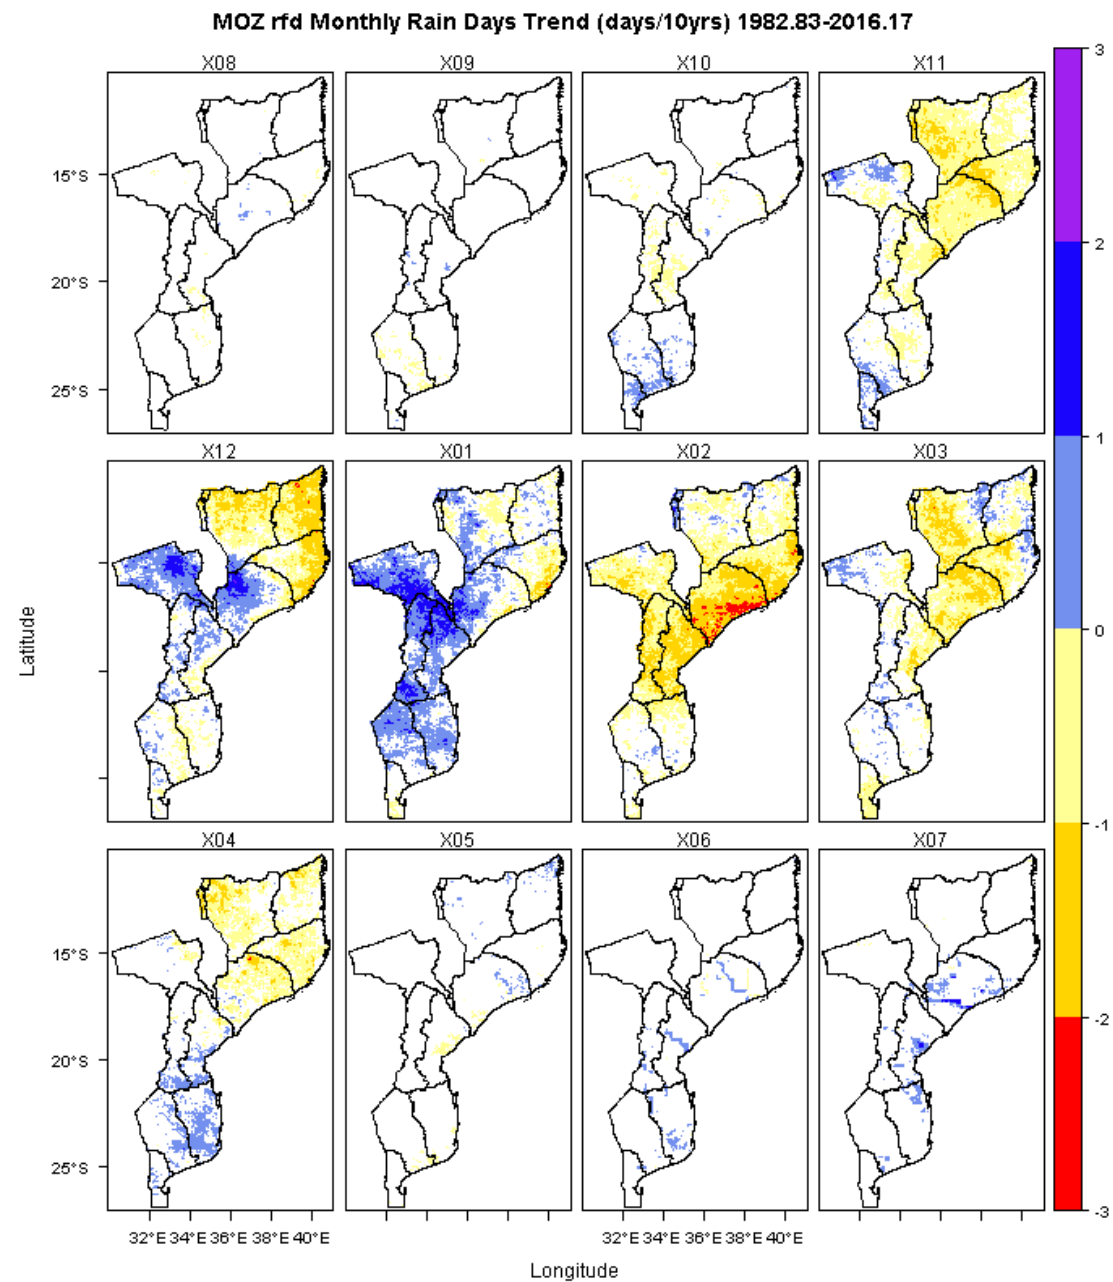 MOZ rfd Monthly Rain Days Trend (days/10yrs) 1982.83-2016.17
X08 X09 X10 X11
15°S
20°S
25°S
X12 X01 X02 X03
X04 X05 X06 X07
15°S
20°S
25°S
32°E 34°E 36°E 38°E 40°E 32°E 34°E 36°E 38°E 40°E
Longitude
Latitude
3
2
1
0
-1
-2
-3